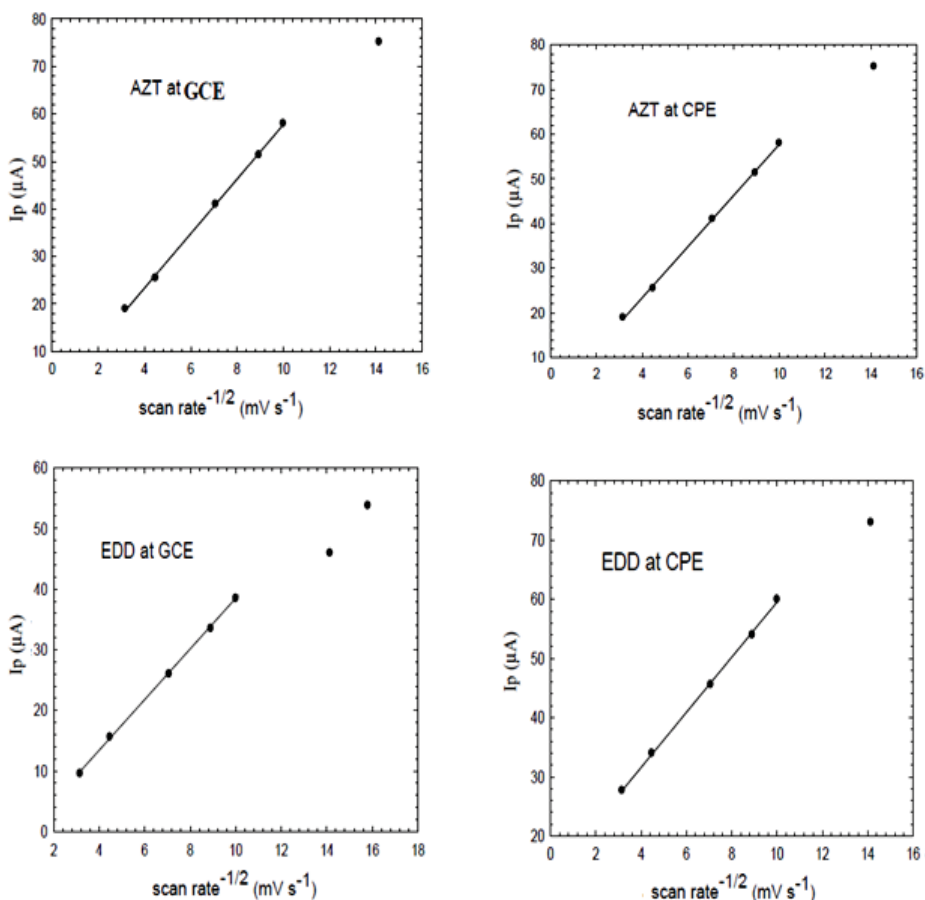 80
70
60
50
40
30
20
10
Ip (µA)
AZT at GCE
0 2 4 6 8 10 12 14 16
scan rate-1/2 (mV s-1)
80
70
60
50
40
30
20
10
Ip (µA)
AZT at CPE
0 2 4 6 8 10 12 14 16
scan rate-1/2 (mV s-1)
60
50
40
30
20
10
0
Ip (µA)
EDD at GCE
2 4 6 8 10 12 14 16 18
scan rate-1/2 (mV s-1)
80
70
60
50
40
30
20
Ip (µA)
EDD at CPE
0 2 4 6 8 10 12 14 16
scan rate-1/2 (mV s-1)